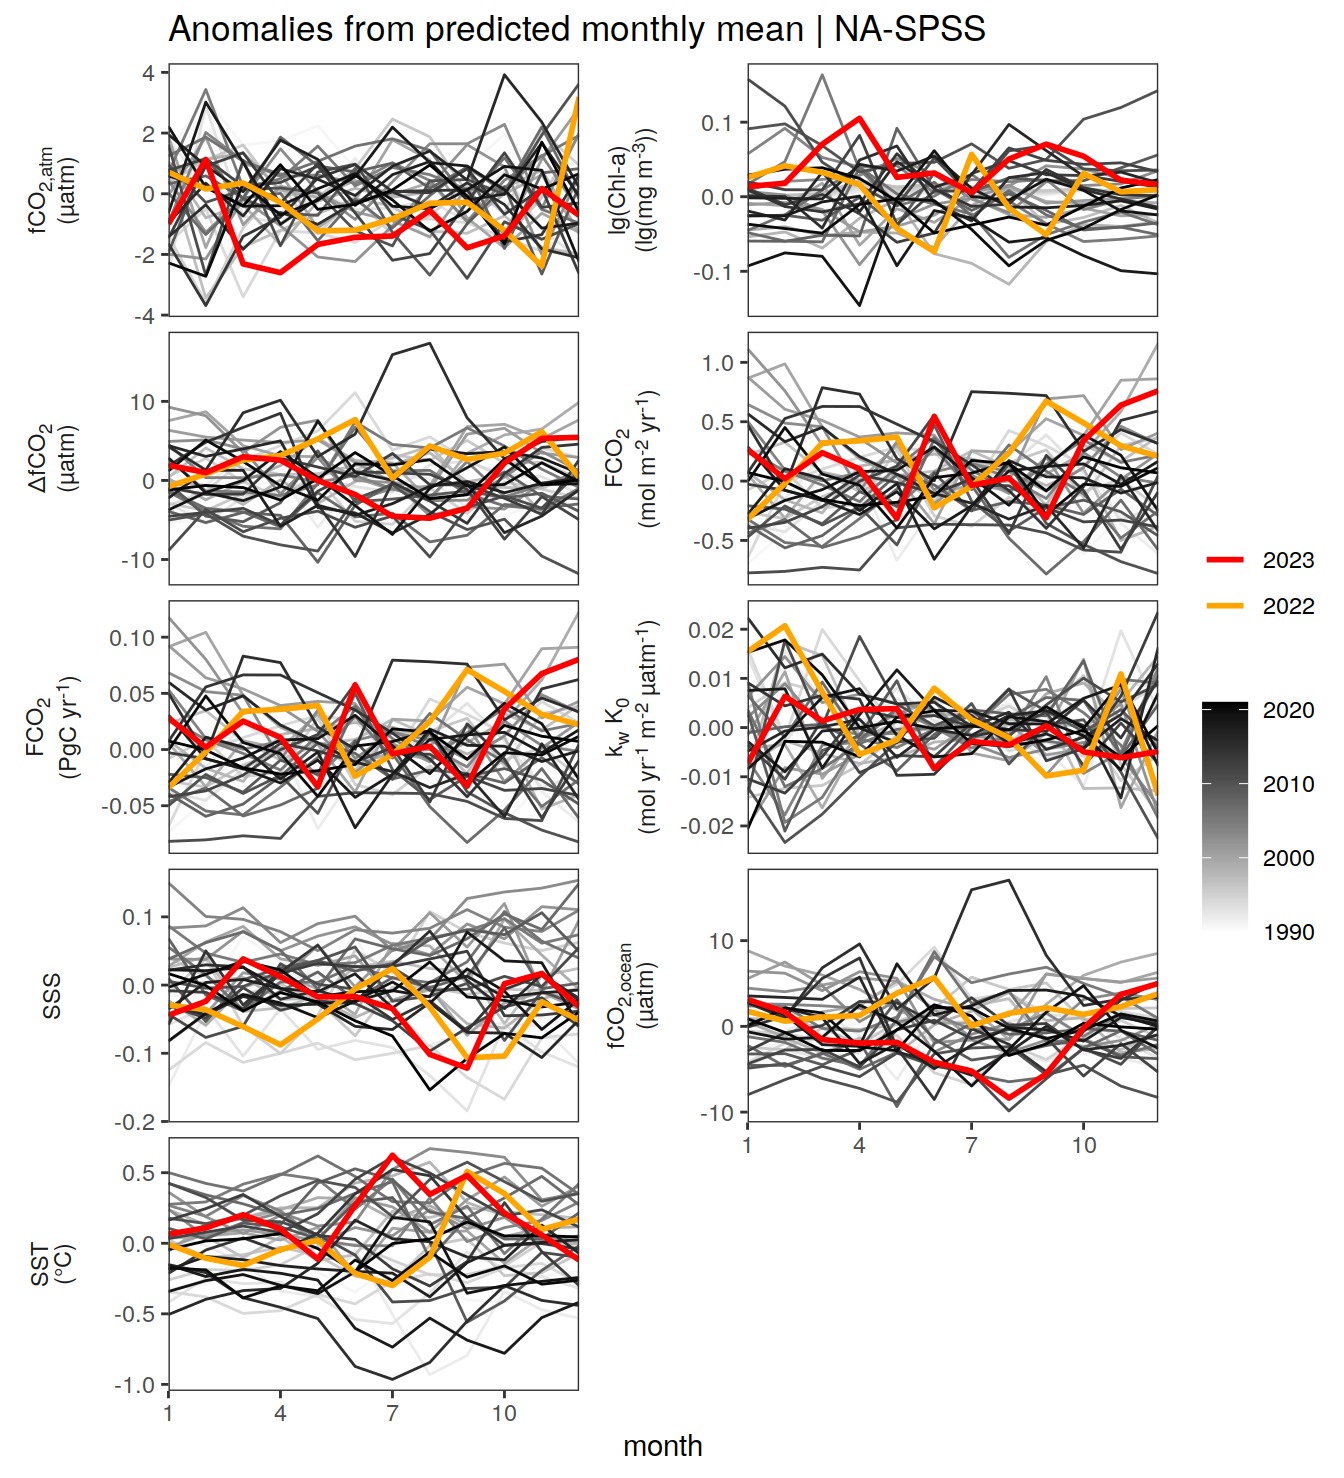 Anomalies from predicted monthly mean | NA-SPSS
fCO2,atm
(µatm)
4
2
0
-2
-4
lg(Chl-a)
(lg(mg m-3))
0.1
0.0
-0.1
ΔfCO2
(µatm)
10
0
-10
FCO2
(mol m-2 yr-1)
1.0
0.5
0.0
-0.5
FCO2
(PgC yr-1)
0.10
0.05
0.00
-0.05
kw K0
(mol yr-1 m-2 µatm-1)
0.02
0.01
0.00
-0.01
-0.02
SSS
0.1
0.0
-0.1
-0.2
fCO2,ocean
(µatm)
10
0
-10
1 4 7 10
SST
(°C)
0.5
0.0
-0.5
-1.0
1 4 7 10
month
2023
2022
2020
2010
2000
1990